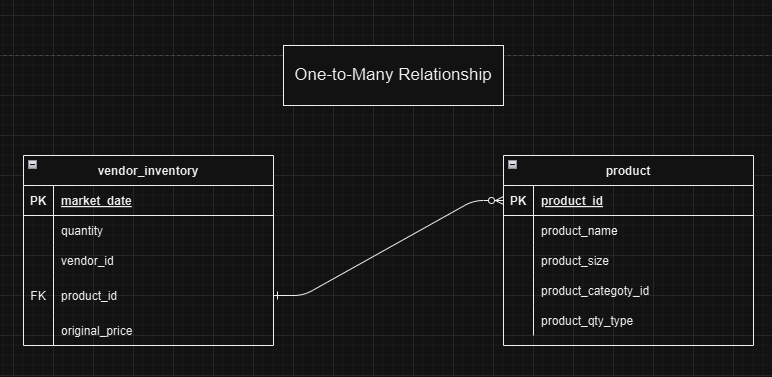 One-to-Many Relationship
vendor_inventory
PK market_date
quantity
vendor_id
FK product_id
original_price
product
PK product_id
product_name
product_size
product_categoty_id
product_qty_type